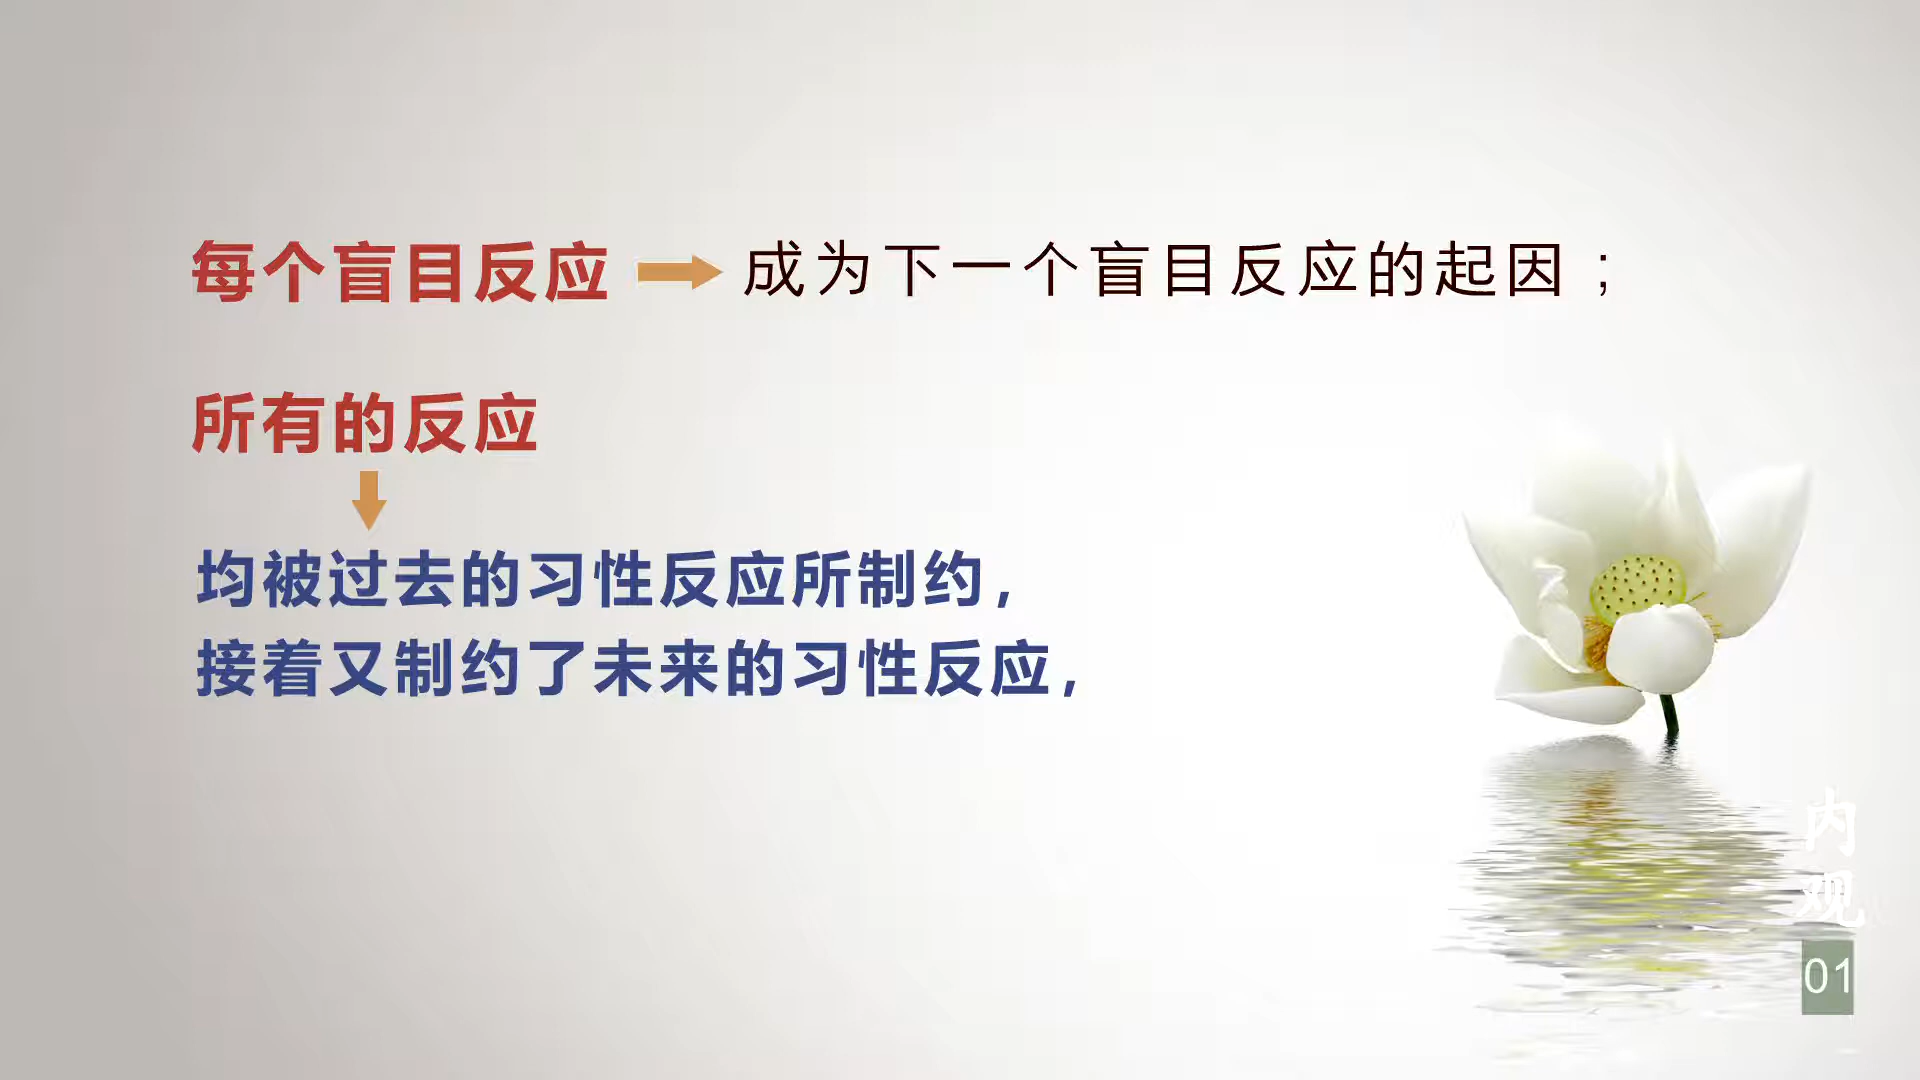 每个盲目反应 成为下一个盲目反应的起因；
所有的反应
均被过去的习性反应所制约，
接着又制约了未来的习性反应，
内观
01